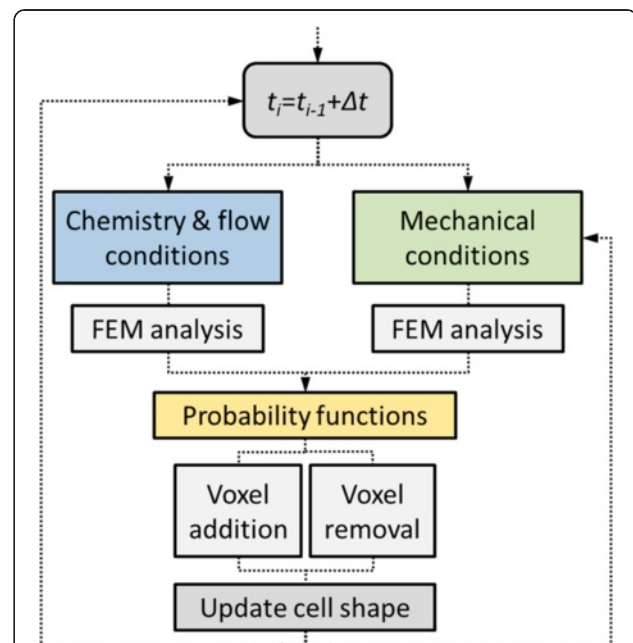 tᵢ=tᵢ₋₁+Δt
Chemistry & flow
conditions
Mechanical
conditions
FEM analysis
FEM analysis
Probability functions
Voxel
addition
Voxel
removal
Update cell shape